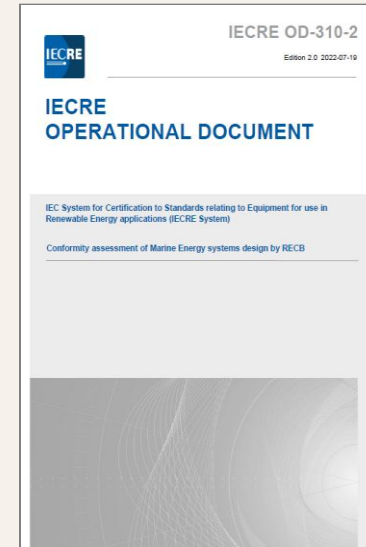 IECRE OD-310-2
Edition 2.0 2022-07-19
IECRE
IECRE
OPERATIONAL DOCUMENT
IEC System for Certification to Standards relating to Equipment for use in
Renewable Energy applications (IECRE System)
Conformity assessment of Marine Energy systems design by RECB